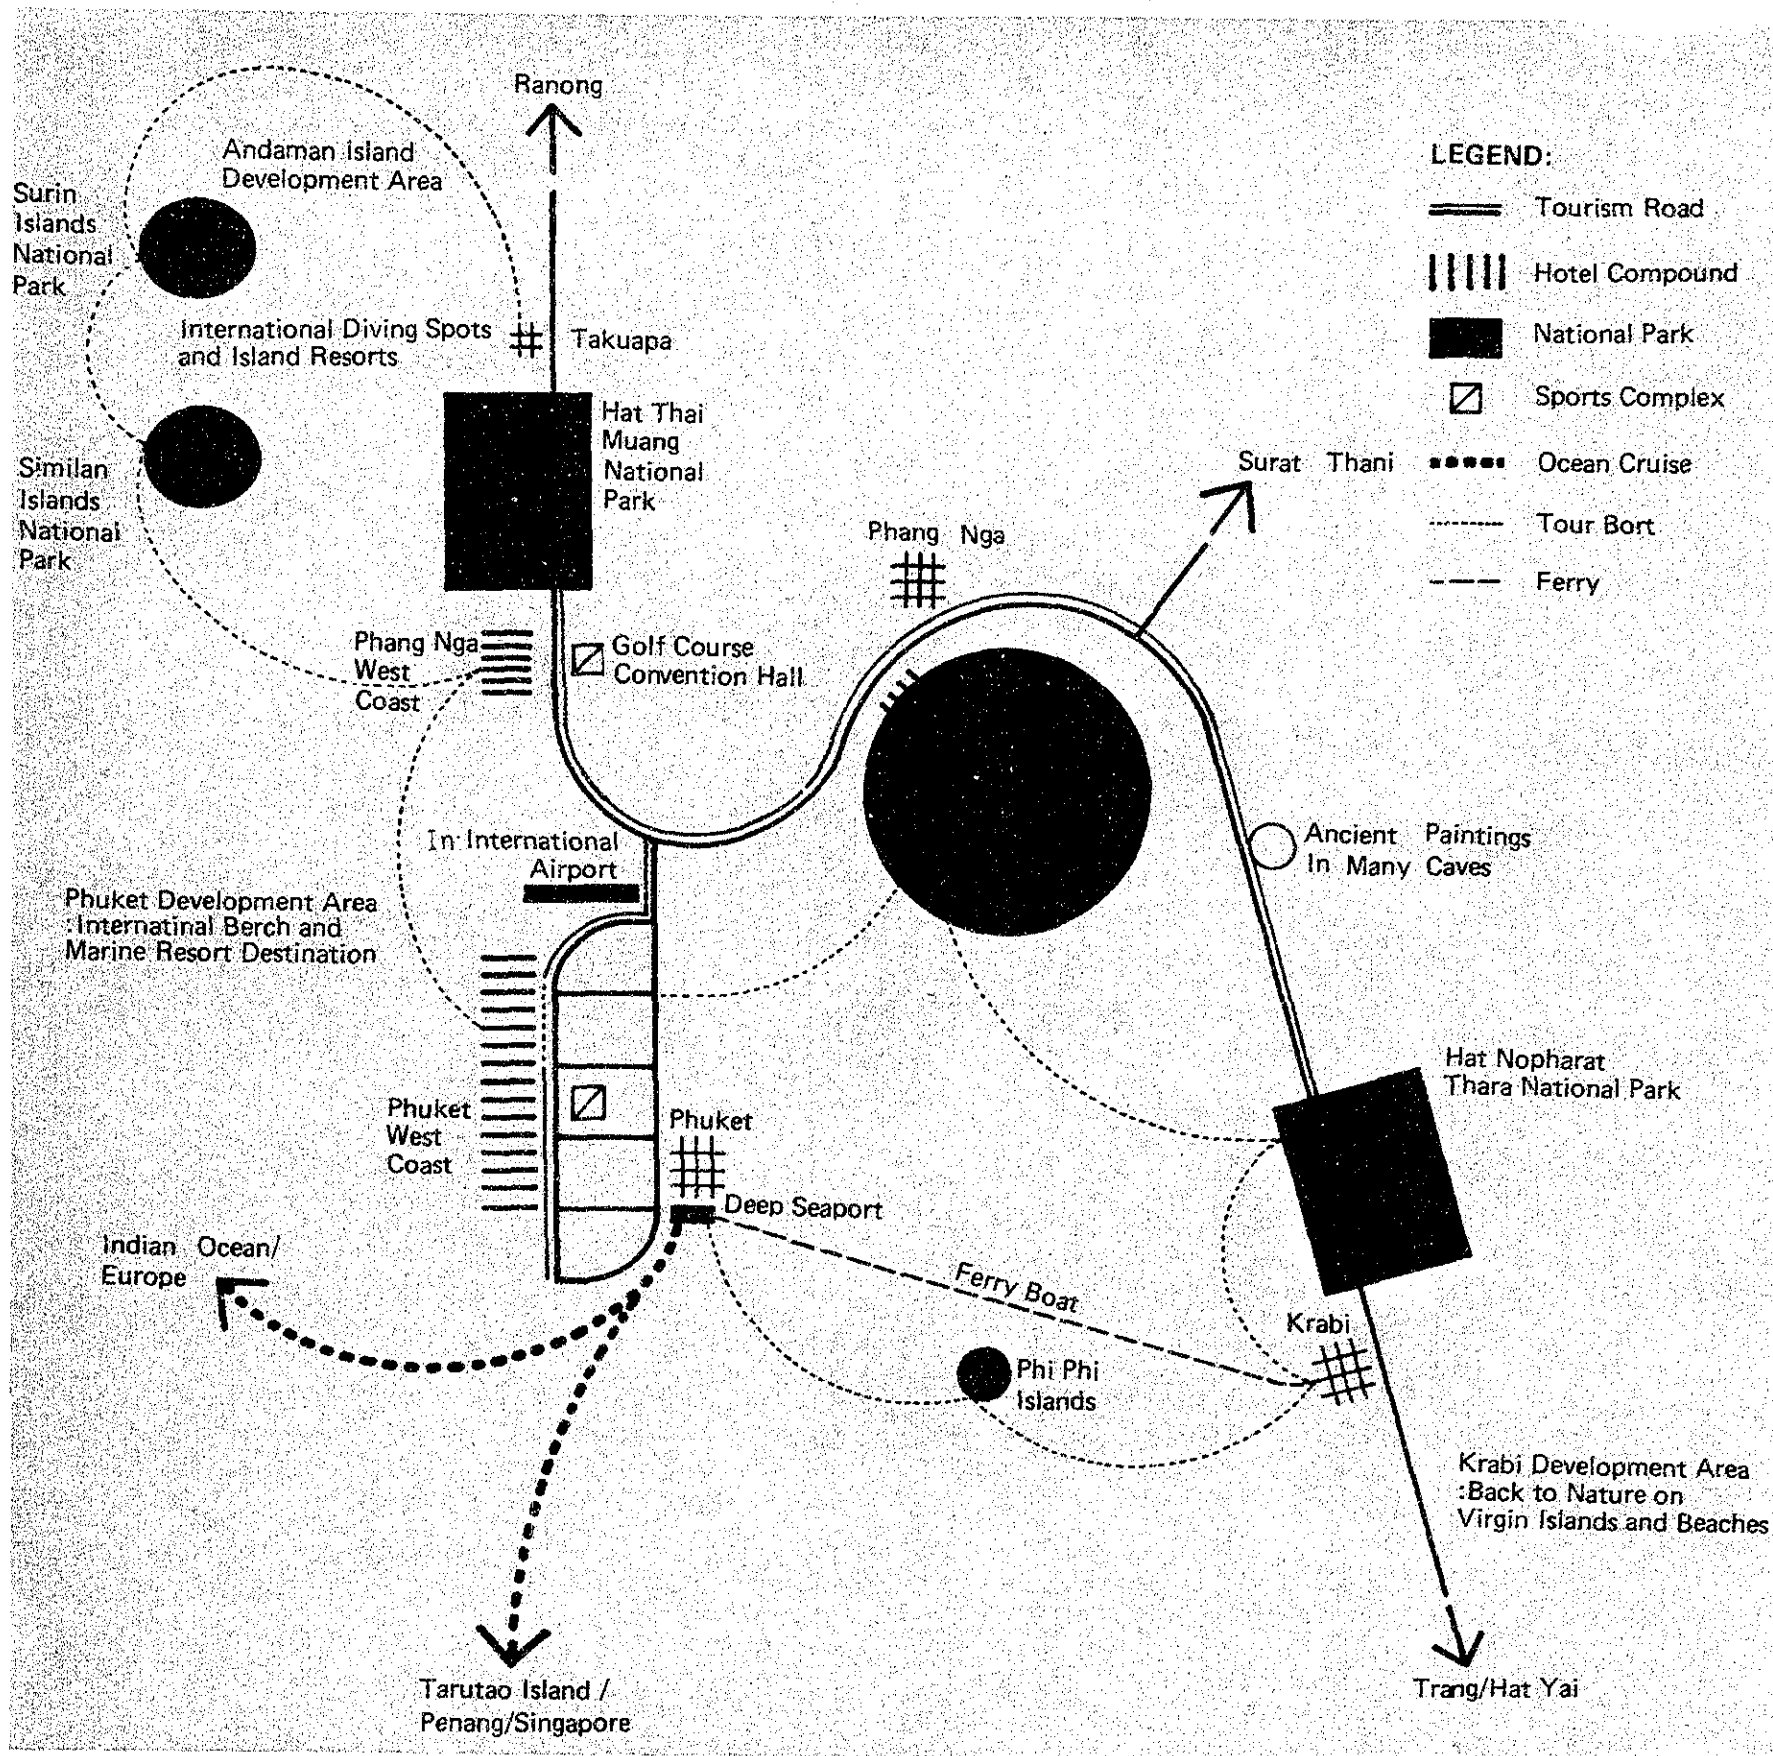 Ranong
Andaman Island
Development Area
Surin
Islands
National
Park
International Diving Spots
and Island Resorts
Takuapa
Similan
Islands
National
Park
Hat Thai
Muang
National
Park
LEGEND:
Tourism Road
Hotel Compound
National Park
Sports Complex
Ocean Cruise
Tour Bort
Ferry
Surat Thani
Phang Nga
Phang Nga
West
Coast
Golf Course
Convention Hall
In International
Airport
Phuket Development Area
:Internatinal Berch and
Marine Resort Destination
Ancient Paintings
In Many Caves
Hat Nopharat
Thara National Park
Phuket
West
Coast
Phuket
Deep Seaport
Indian Ocean/
Europe
Ferry Boat
Krabi
Phi Phi
Islands
Krabi Development Area
:Back to Nature on
Virgin Islands and Beaches
Tarutao Island /
Penang/Singapore
Trang/Hat Yai